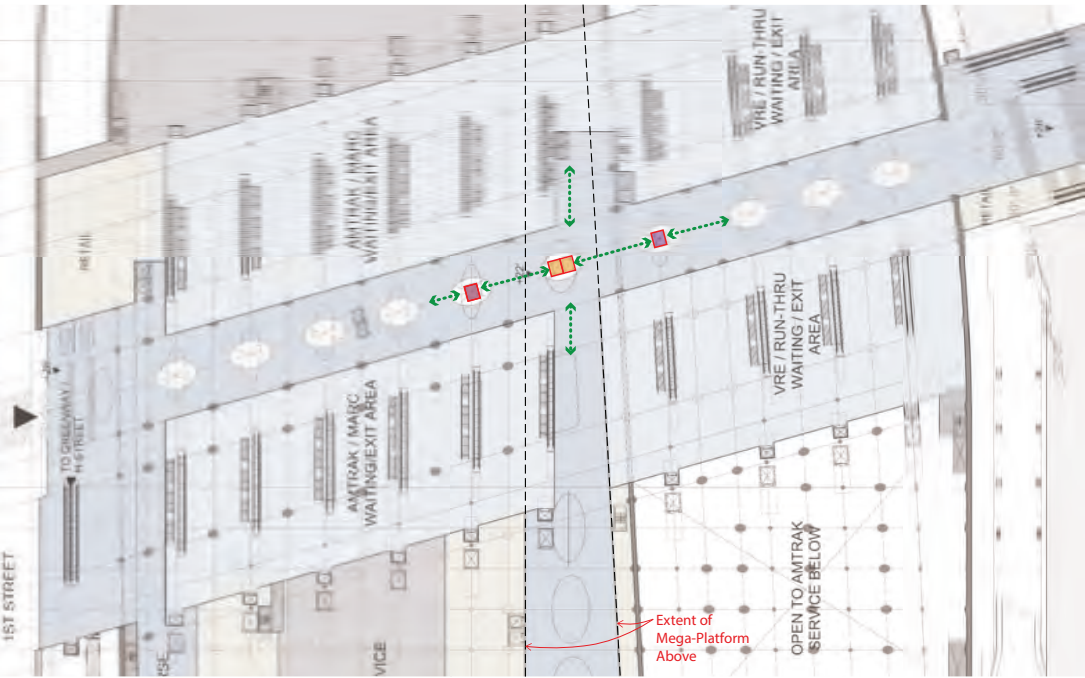 VRE / RUN-THRU
WAITING / EXIT
AREA
AMTRAK / MARC
WAITING/EXIT AREA
RETAIL
RETAIL
+22'
TO GREENWAY /
H STREET
VRE / RUN-THRU
WAITING / EXIT
AREA
AMTRAK / MARC
WAITING/EXIT AREA
1ST STREET
OPEN TO AMTRAK
SERVICE BELOW
Extent of
Mega-Platform
Above
RSE
VICE